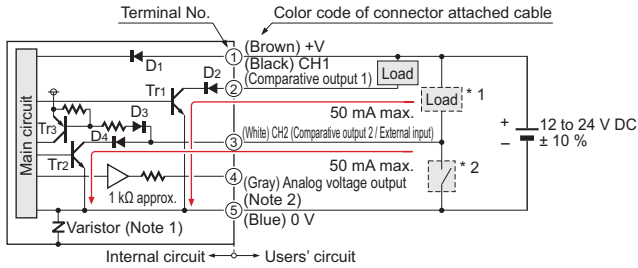 Terminal No.
Color code of connector attached cable
Main circuit
D1
1
(Brown) +V
(Black) CH1
(Comparative output 1)
Load
Tr1
D2
2
Load
* 1
50 mA max.
Tr3
D3
D4
3
(White) CH2 (Comparative output 2 / External input)
+
−
12 to 24 V DC
± 10 %
Tr2
50 mA max.
* 2
4
(Gray) Analog voltage output
1 kΩ approx.
(Note 2)
5
(Blue) 0 V
Varistor (Note 1)
Internal circuit
Users' circuit